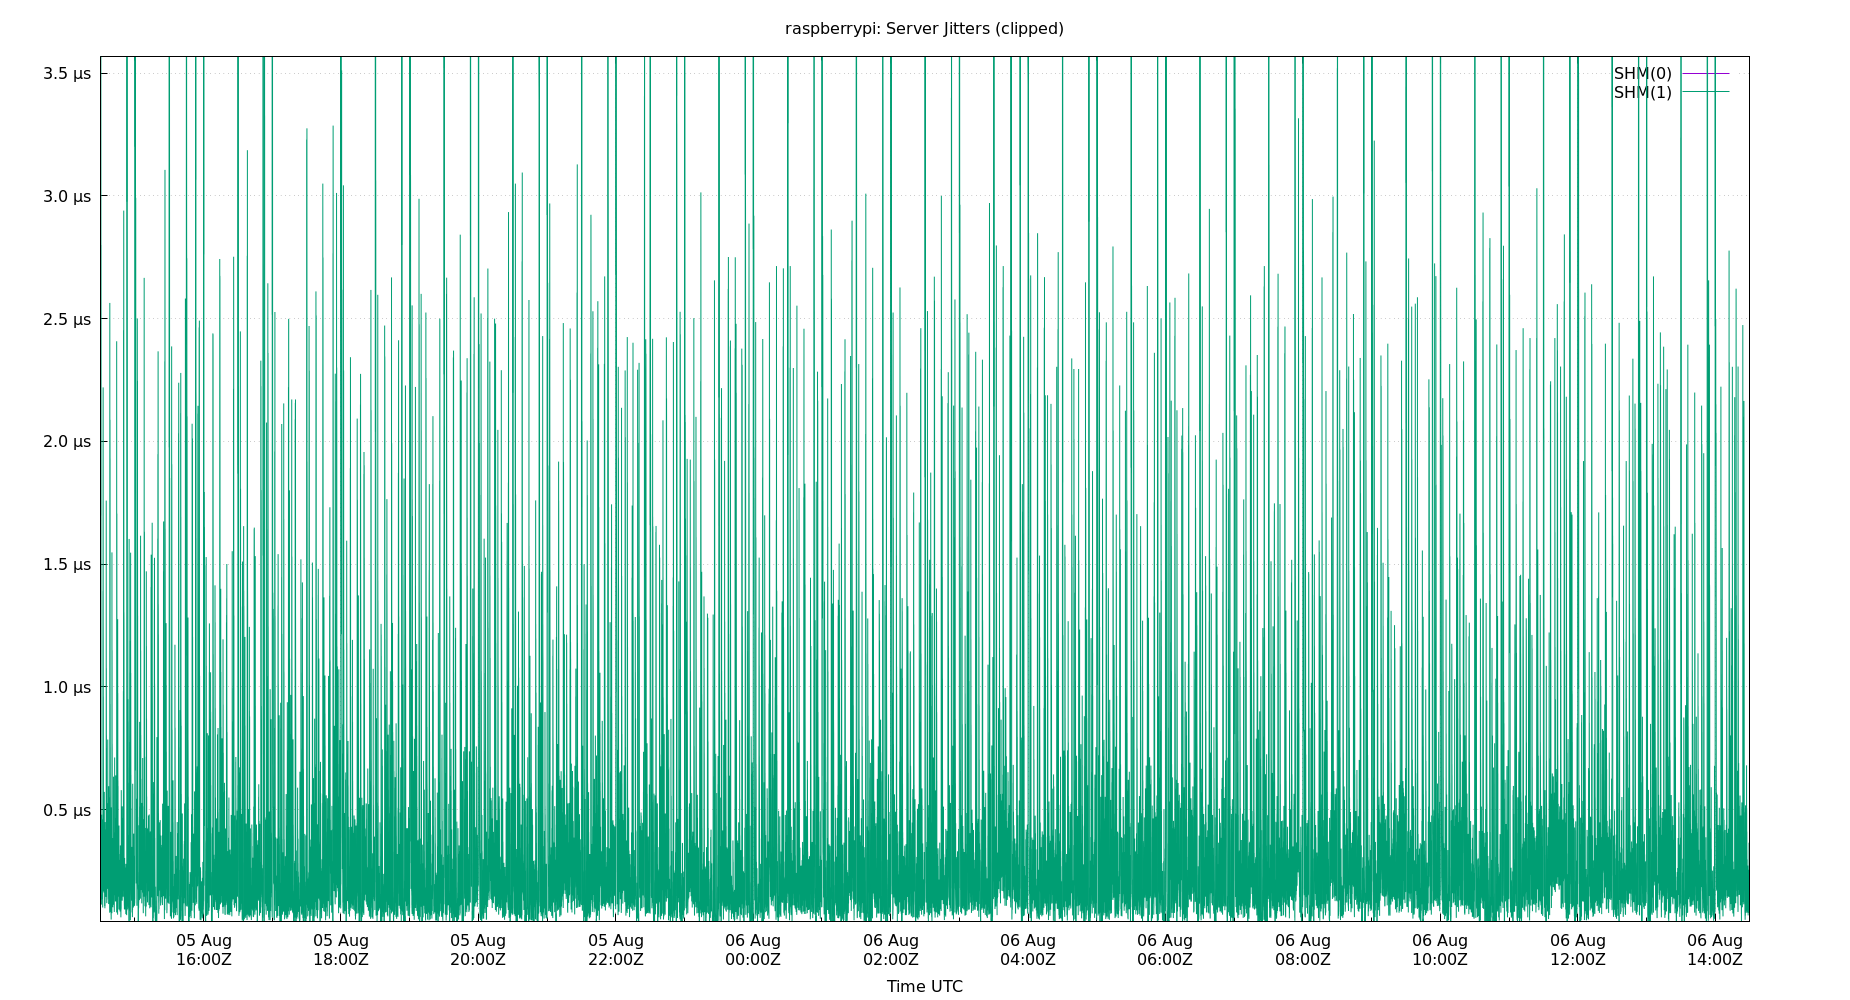 raspberrypi: Server Jitters (clipped)
3.5 µs
SHM(0)
SHM(1)
3.0 µs
2.5 µs
2.0 µs
1.5 µs
1.0 µs
0.5 µs
05 Aug 05 Aug 05 Aug 05 Aug 06 Aug 06 Aug 06 Aug 06 Aug 06 Aug 06 Aug 06 Aug 06 Aug
16:00Z 18:00Z 20:00Z 22:00Z 00:00Z 02:00Z 04:00Z 06:00Z 08:00Z 10:00Z 12:00Z 14:00Z
Time UTC